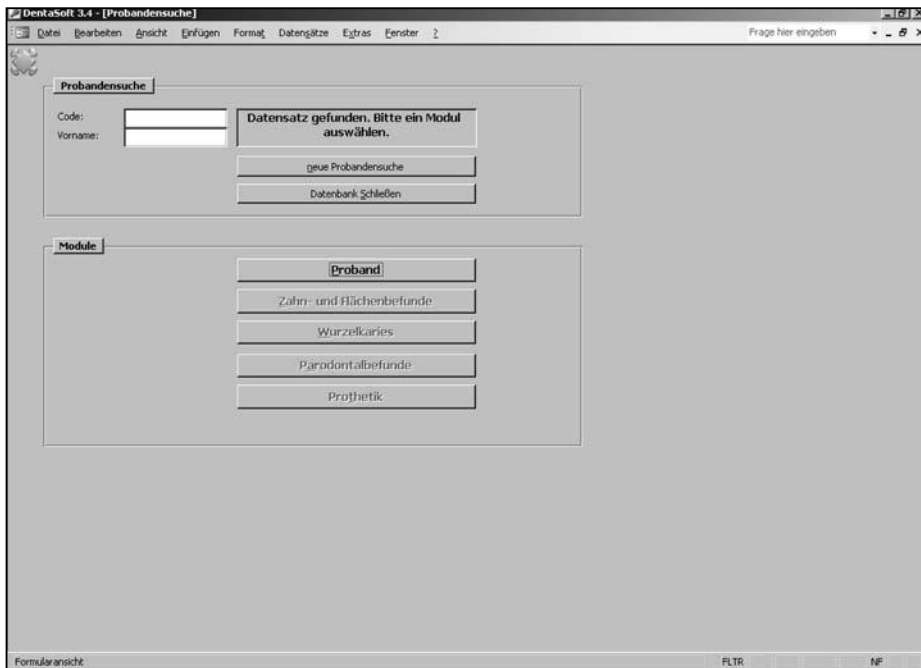 DentaSoft 3.4 - [Probandensuche]
Datei Bearbeiten Ansicht Einfügen Format Datensätze Extras Fenster ? Frage hier eingeben
Probandensuche
Code:
Vorname:
Datensatz gefunden. Bitte ein Modul
auswählen.
neue Probandensuche
Datenbank Schließen
Module
Proband
Zahn- und Flächenbefunde
Wurzelkaries
Parodontalbefunde
Prothetik
Formularansicht FLTR NF